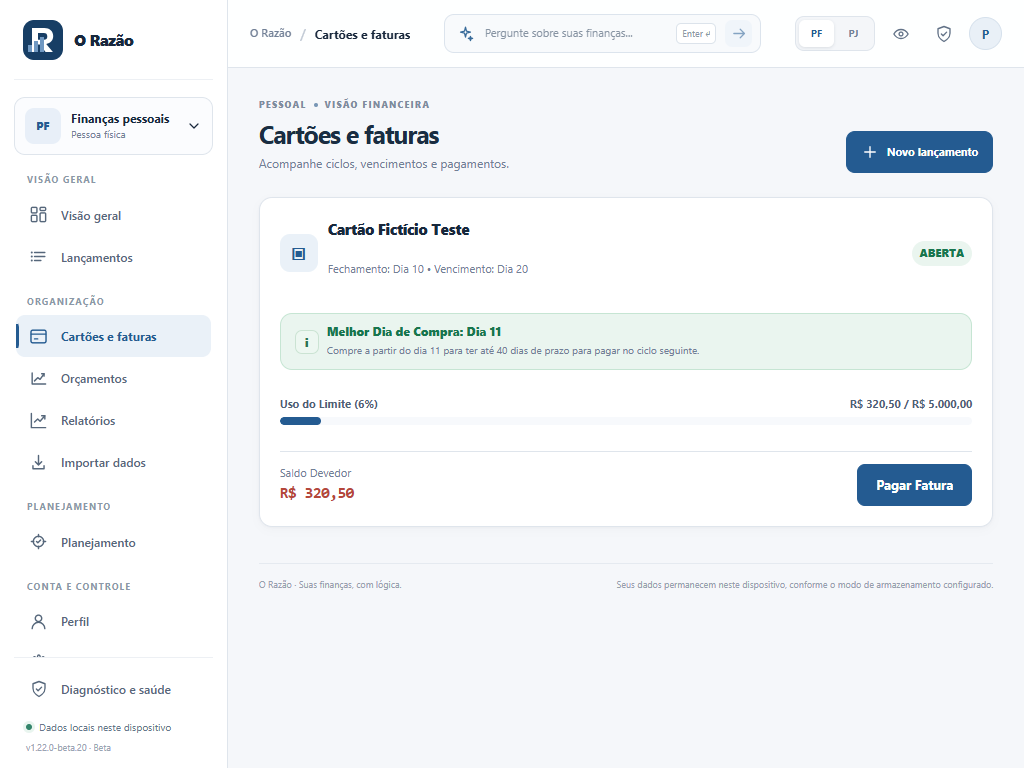 O Razão
O Razão / Cartões e faturas
Pergunte sobre suas finanças...
Enter ↵
PF
PJ
P
PF
Finanças pessoais
Pessoa física
VISÃO GERAL
Visão geral
Lançamentos
ORGANIZAÇÃO
Cartões e faturas
Orçamentos
Relatórios
Importar dados
PLANEJAMENTO
Planejamento
CONTA E CONTROLE
Perfil
Diagnóstico e saúde
Dados locais neste dispositivo
v1.22.0-beta.20 · Beta
PESSOAL • VISÃO FINANCEIRA
Cartões e faturas
Acompanhe ciclos, vencimentos e pagamentos.
Novo lançamento
Cartão Fictício Teste
Fechamento: Dia 10 • Vencimento: Dia 20
ABERTA
Melhor Dia de Compra: Dia 11
Compre a partir do dia 11 para ter até 40 dias de prazo para pagar no ciclo seguinte.
Uso do Limite (6%)
R$ 320,50 / R$ 5.000,00
Saldo Devedor
R$ 320,50
Pagar Fatura
O Razão · Suas finanças, com lógica.
Seus dados permanecem neste dispositivo, conforme o modo de armazenamento configurado.